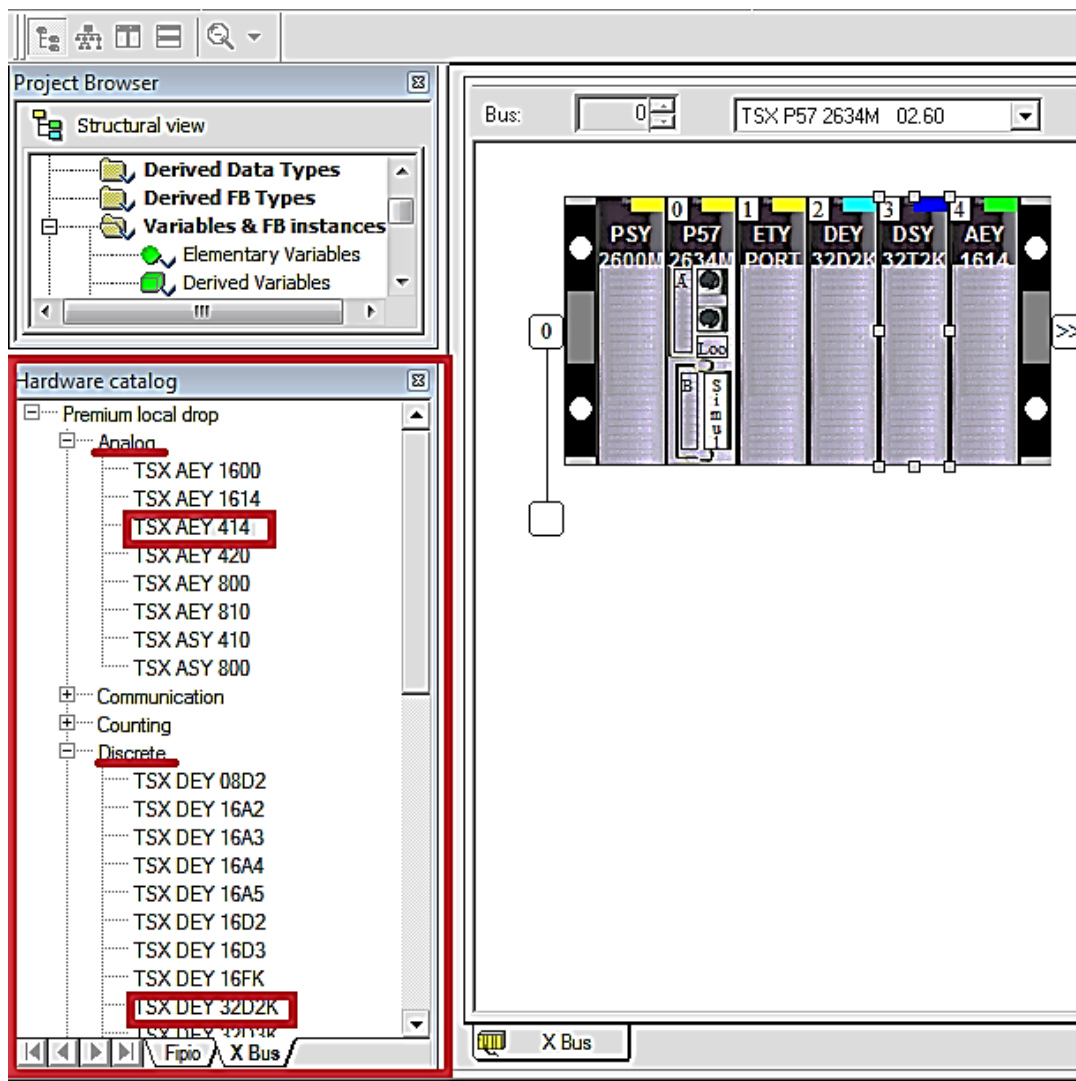 Project Browser
Structural view
Derived Data Types
Derived FB Types
Variables & FB instances
Elementary Variables
Derived Variables
Hardware catalog
Premium local drop
Analog
TSX AEY 1600
TSX AEY 1614
TSX AEY 414
TSX AEY 420
TSX AEY 800
TSX AEY 810
TSX ASY 410
TSX ASY 800
Communication
Counting
Discrete
TSX DEY 08D2
TSX DEY 16A2
TSX DEY 16A3
TSX DEY 16A4
TSX DEY 16A5
TSX DEY 16D2
TSX DEY 16D3
TSX DEY 16FK
TSX DEY 32D2K
TSX DEY 32D3K
Fipio X Bus
Bus: 0 TSX P57 2634M 02.60
0 1 2 3 4
PSY P57 ETY DEY DSY AEY
2600M 2634M PORT 32D2K 32T2K 1614
A
Loo
B Simul
0 >>
X Bus